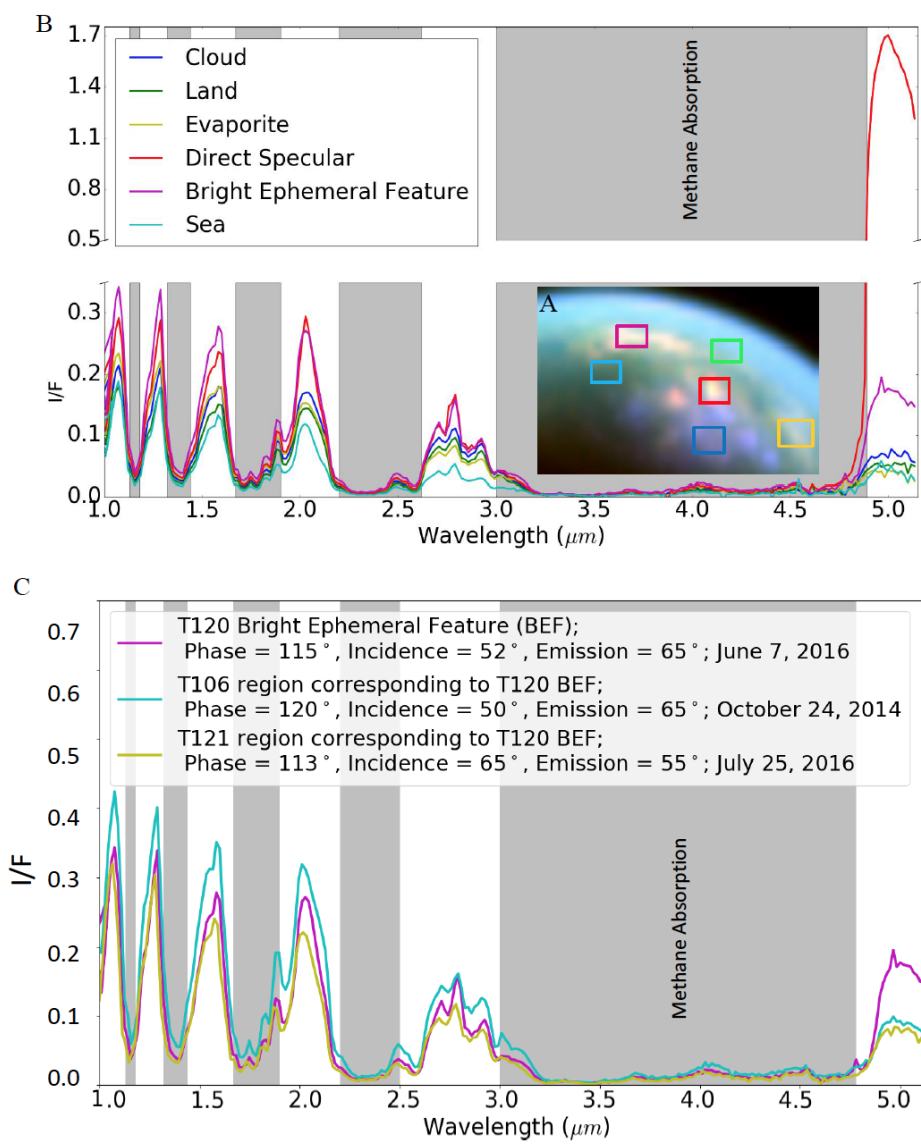 B
1.7
1.4
1.1
0.8
0.5
Cloud
Land
Evaporite
Direct Specular
Bright Ephemeral Feature
Sea
Methane Absorption
0.3
0.2
0.1
0.0
I/F
A
1.0 1.5 2.0 2.5 3.0 3.5 4.0 4.5 5.0
Wavelength (μm)
C
0.7
0.6
0.5
0.4
0.3
0.2
0.1
0.0
I/F
T120 Bright Ephemeral Feature (BEF);
Phase = 115°, Incidence = 52°, Emission = 65°; June 7, 2016
T106 region corresponding to T120 BEF;
Phase = 120°, Incidence = 50°, Emission = 65°; October 24, 2014
T121 region corresponding to T120 BEF;
Phase = 113°, Incidence = 65°, Emission = 55°; July 25, 2016
Methane Absorption
1.0 1.5 2.0 2.5 3.0 3.5 4.0 4.5 5.0
Wavelength (μm)